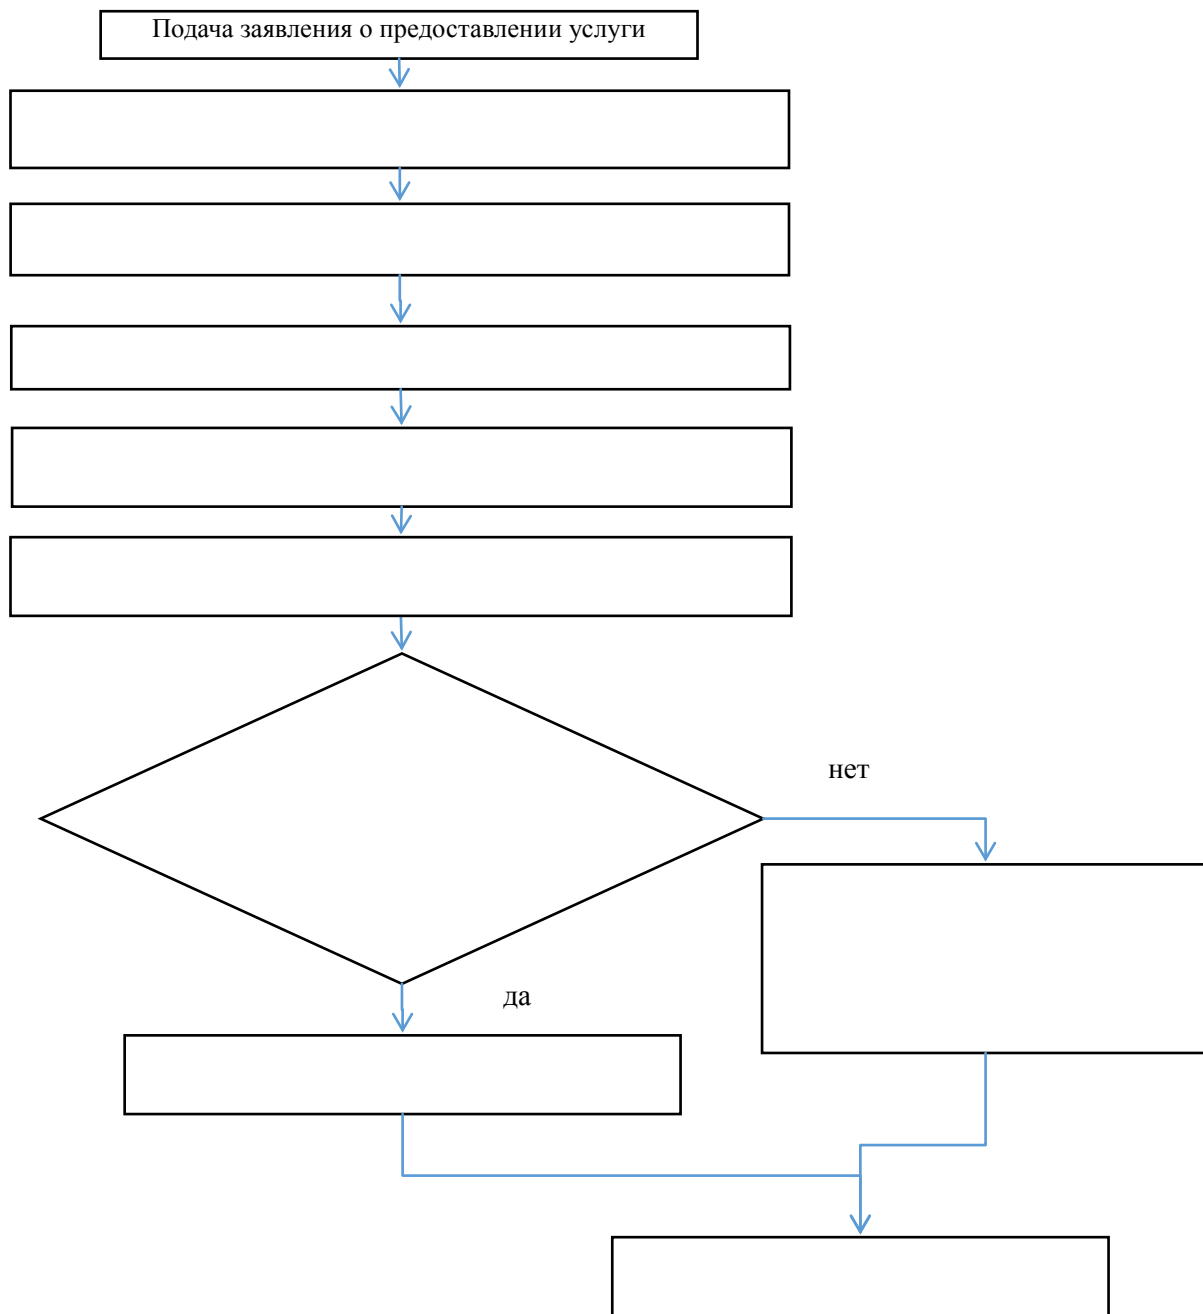 Подача заявления о предоставлении услуги
нет
да